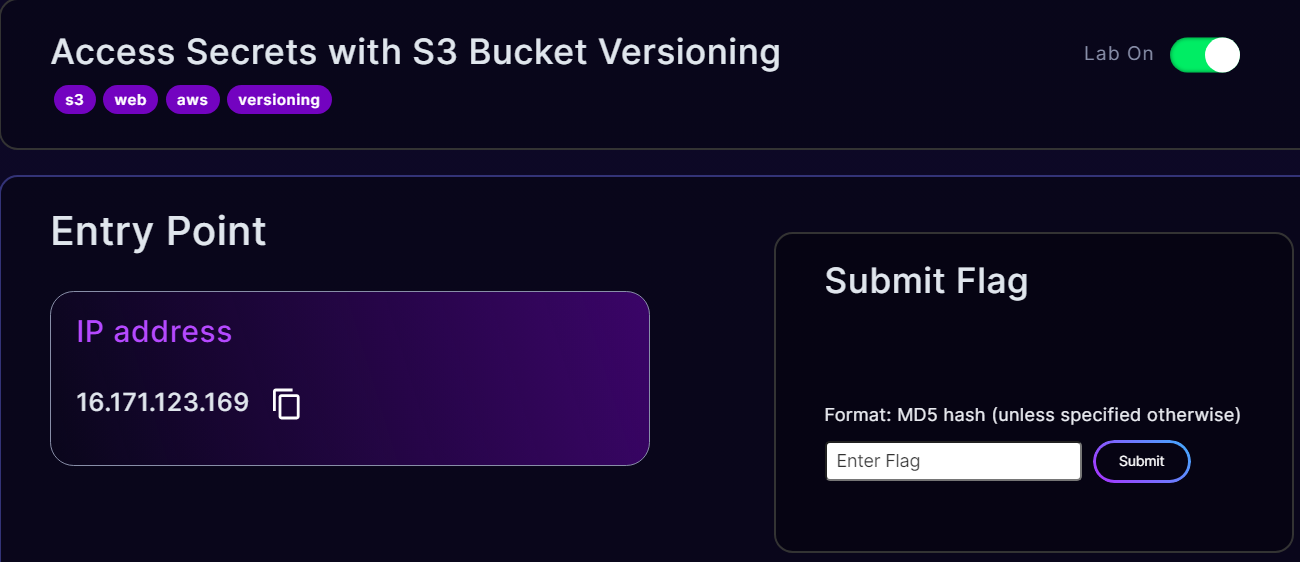 Access Secrets with S3 Bucket Versioning
Lab On
s3 web aws versioning
Entry Point
IP address
16.171.123.169
Submit Flag
Format: MD5 hash (unless specified otherwise)
Enter Flag
Submit